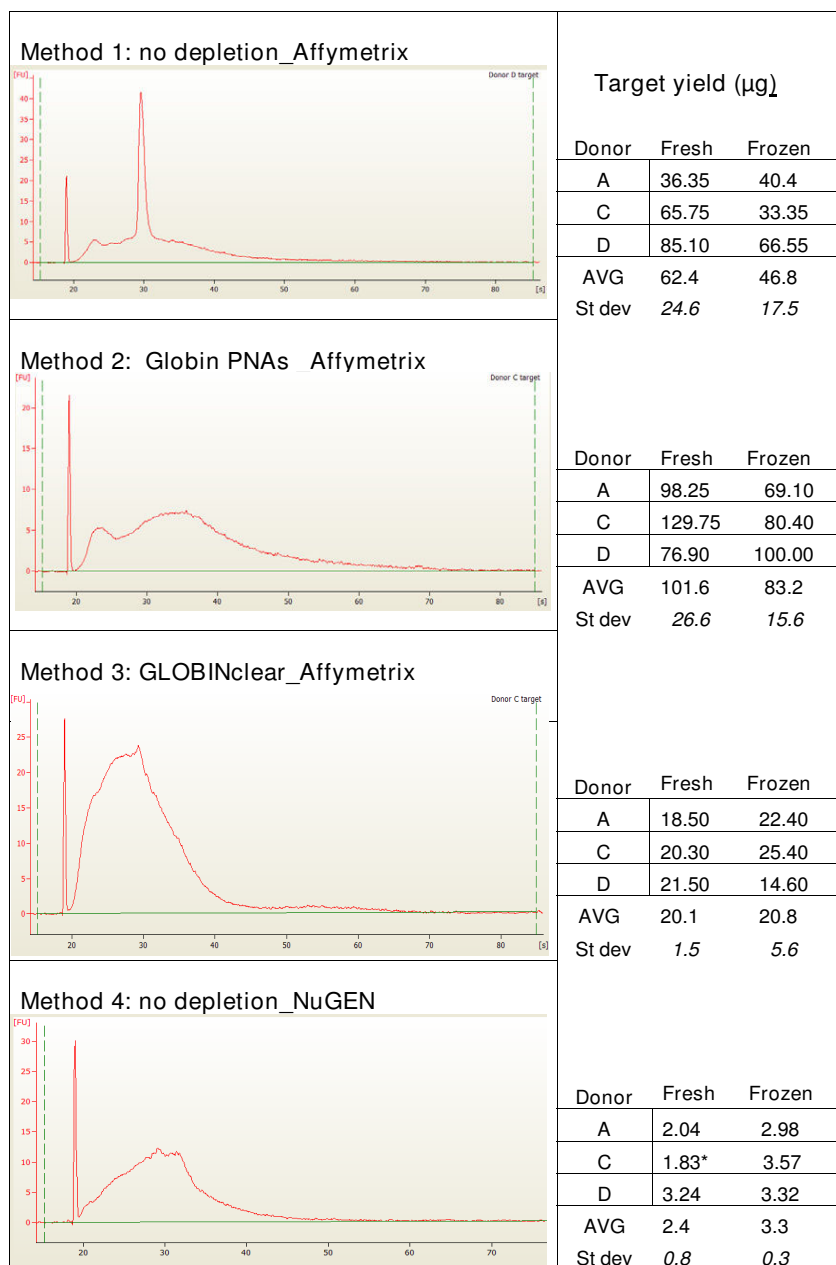 Method 1: no depletion_Affymetrix
[FU]
Donor D target
40
35
30
25
20
15
10
5
0
20 30 40 50 60 70 80 [s]
Target yield (µg)
Donor Fresh Frozen
A 36.35 40.4
C 65.75 33.35
D 85.10 66.55
AVG 62.4 46.8
St dev 24.6 17.5
Method 2: Globin PNAs _Affymetrix
[FU]
Donor C target
20
15
10
5
0
20 30 40 50 60 70 80 [s]
Donor Fresh Frozen
A 98.25 69.10
C 129.75 80.40
D 76.90 100.00
AVG 101.6 83.2
St dev 26.6 15.6
Method 3: GLOBINclear_Affymetrix
[FU]
Donor C target
25
20
15
10
5
0
20 30 40 50 60 70 80 [s]
Donor Fresh Frozen
A 18.50 22.40
C 20.30 25.40
D 21.50 14.60
AVG 20.1 20.8
St dev 1.5 5.6
Method 4: no depletion_NuGEN
[FU]
30
25
20
15
10
5
0
20 30 40 50 60 70
Donor Fresh Frozen
A 2.04 2.98
C 1.83* 3.57
D 3.24 3.32
AVG 2.4 3.3
St dev 0.8 0.3